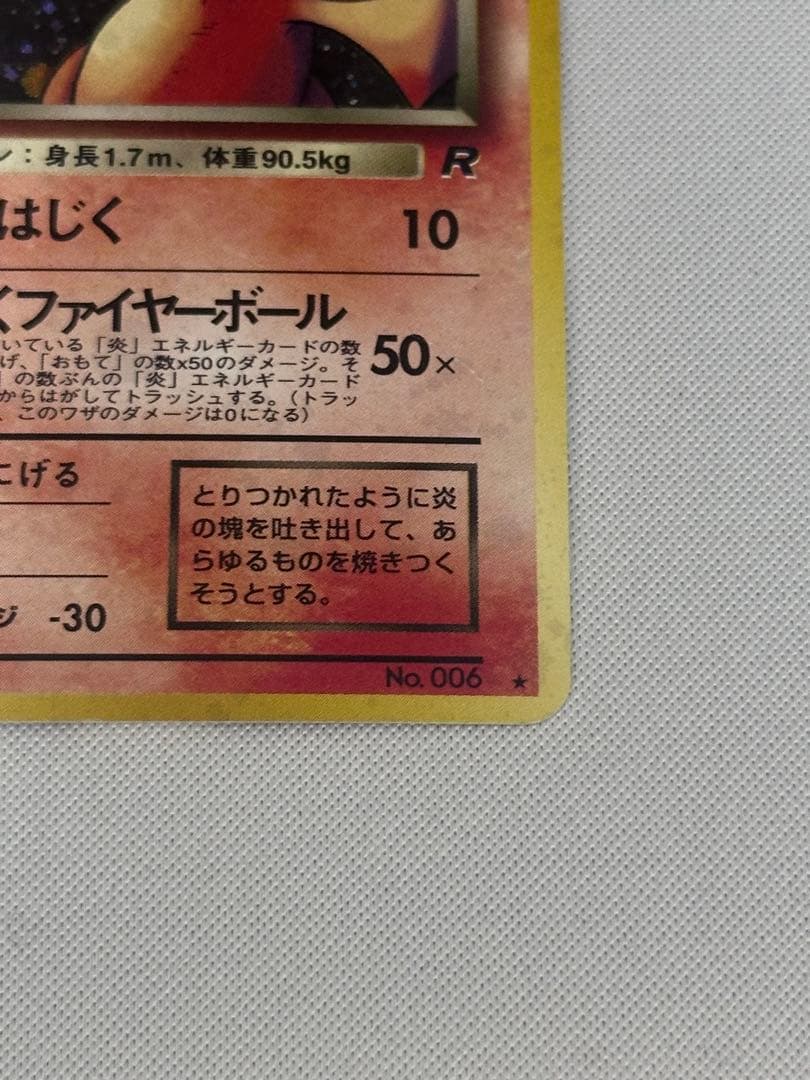 ン：身長1.7m、体重90.5kg R
はじく 10
くファイヤーボール
いている「炎」エネルギーカードの数
げ、「おもて」の数x50のダメージ。そ
」の数ぶんの「炎」エネルギーカード
からはがしてトラッシュする。（トラッ
、このワザのダメージは0になる）
50×
にげる
とりつかれたように炎
の塊を吐き出して、あ
らゆるものを焼きつく
そうとする。
ジ -30
No. 006 ★